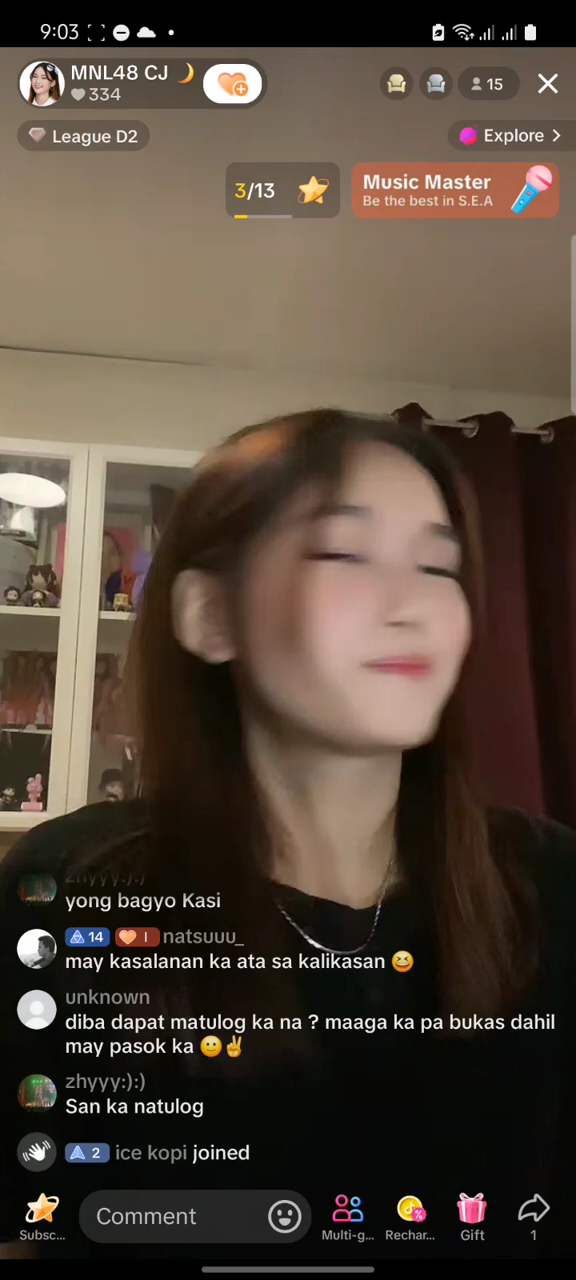 9:03
MNL48 CJ 🌙
334
15
League D2
Explore >
3/13
Music Master
Be the best in S.E.A
zhyyy:):)
yong bagyo Kasi
14 I natsuuu_
may kasalanan ka ata sa kalikasan 😆
unknown
diba dapat matulog ka na ? maaga ka pa bukas dahil
may pasok ka 🙂✌️
zhyyy:):)
San ka natulog
2 ice kopi joined
Comment
Subsc...
Multi-g...
Rechar...
Gift
1